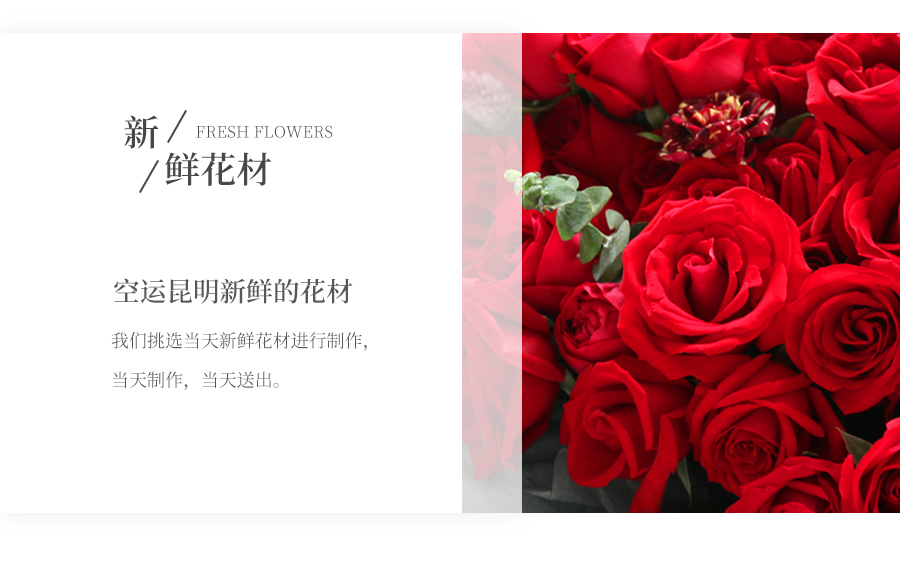 新
FRESH FLOWERS
鲜花材
空运昆明新鲜的花材
我们挑选当天新鲜花材进行制作，
当天制作，当天送出。